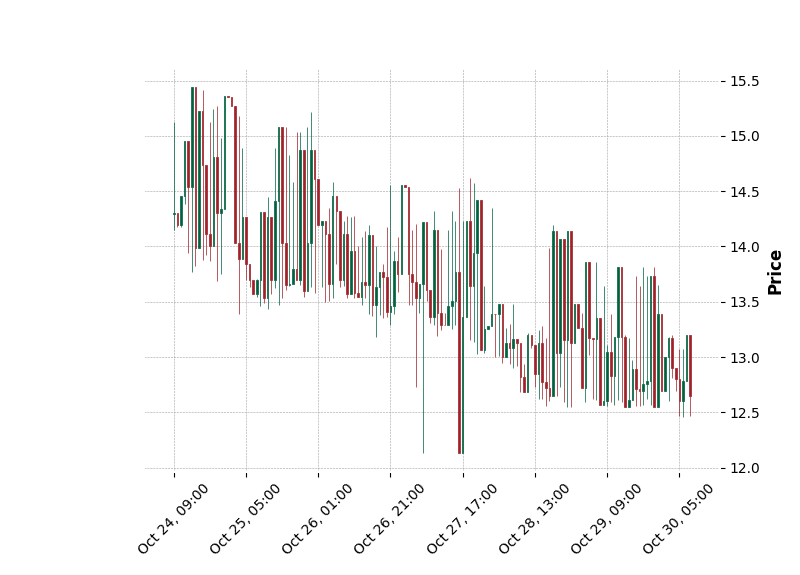 15.5
15.0
14.5
14.0
13.5
13.0
12.5
12.0
Price
Oct 24, 09:00
Oct 25, 05:00
Oct 26, 01:00
Oct 26, 21:00
Oct 27, 17:00
Oct 28, 13:00
Oct 29, 09:00
Oct 30, 05:00